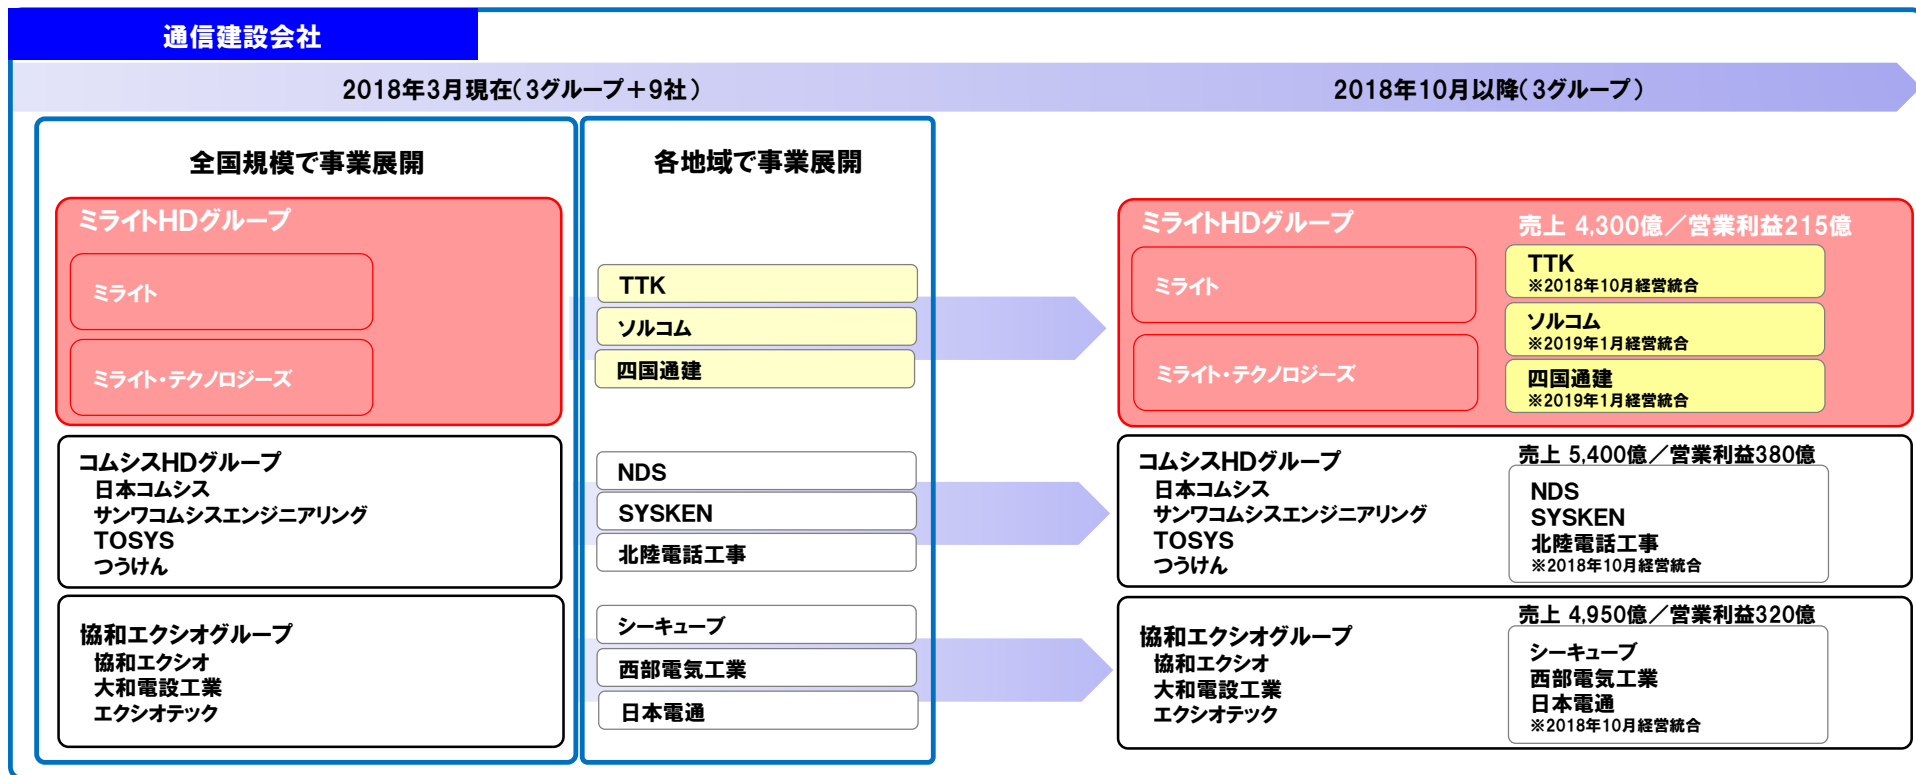 通信建設会社
2018年3月現在(3グループ+9社)
2018年10月以降(3グループ)
全国規模で事業展開
ミライトHDグループ
ミライト
ミライト・テクノロジーズ
コムシスHDグループ
日本コムシス
サンワコムシスエンジニアリング
TOSYS
つうけん
協和エクシオグループ
協和エクシオ
大和電設工業
エクシオテック
各地域で事業展開
TTK
ソルコム
四国通建
NDS
SYSKEN
北陸電話工事
シーキューブ
西部電気工業
日本電通
ミライトHDグループ
売上 4,300億/営業利益215億
ミライト
ミライト・テクノロジーズ
TTK
※2018年10月経営統合
ソルコム
※2019年1月経営統合
四国通建
※2019年1月経営統合
コムシスHDグループ
日本コムシス
サンワコムシスエンジニアリング
TOSYS
つうけん
売上 5,400億/営業利益380億
NDS
SYSKEN
北陸電話工事
※2018年10月経営統合
協和エクシオグループ
協和エクシオ
大和電設工業
エクシオテック
売上 4,950億/営業利益320億
シーキューブ
西部電気工業
日本電通
※2018年10月経営統合